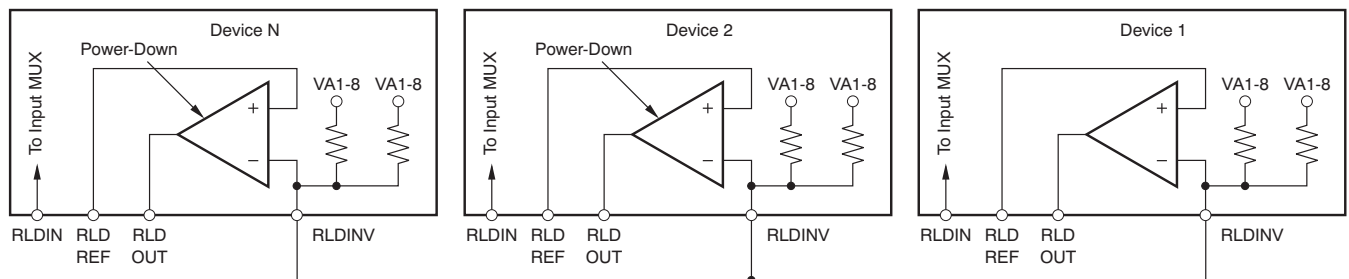 Device N
Power-Down
To Input MUX
VA1-8 VA1-8
+
−
RLDIN RLD REF RLD OUT RLDINV
Device 2
Power-Down
To Input MUX
VA1-8 VA1-8
+
−
RLDIN RLD REF RLD OUT RLDINV
Device 1
To Input MUX
VA1-8 VA1-8
+
−
RLDIN RLD REF RLD OUT RLDINV